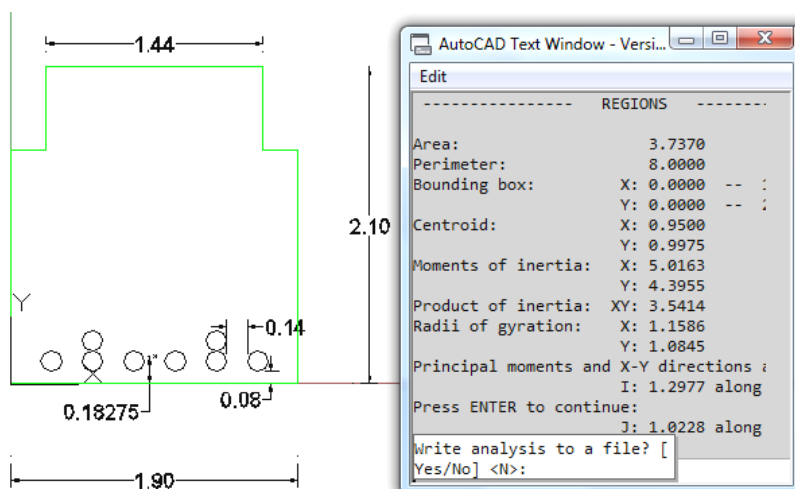 1.44
2.10
Y
0.14
X
0.18275
0.08
1.90
AutoCAD Text Window - Versi...
Edit
---------------- REGIONS -------
Area: 3.7370
Perimeter: 8.0000
Bounding box: X: 0.0000 --
Y: 0.0000 --
Centroid: X: 0.9500
Y: 0.9975
Moments of inertia: X: 5.0163
Y: 4.3955
Product of inertia: XY: 3.5414
Radii of gyration: X: 1.1586
Y: 1.0845
Principal moments and X-Y directions a
I: 1.2977 along
Press ENTER to continue:
J: 1.0228 along
Write analysis to a file? [
Yes/No] <N>: